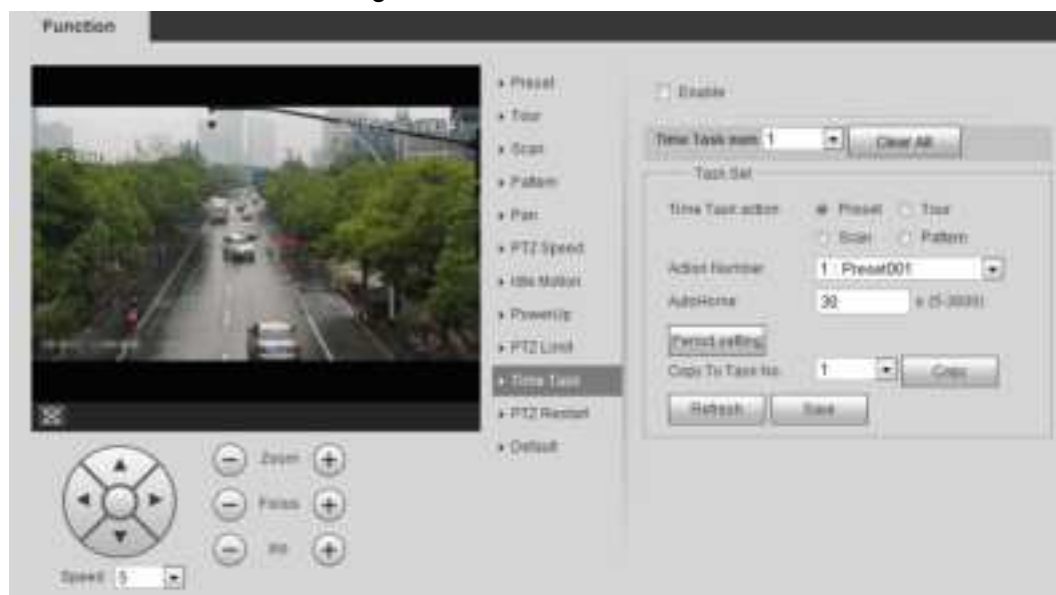 Function
Preset
Tour
Scan
Pattern
Pan
PTZ Speed
Idle Motion
PowerUp
PTZ Limit
Time Task
PTZ Restart
Default
Enable
Time Task num 1 Clear All
Task Set
Time Task action Preset Tour
Scan Pattern
Action Number 1 : Preset001
AutoHome 30 s (5-3600)
Period setting
Copy To Task No. 1 Copy
Refresh Save
Zoom
Focus
Iris
Speed 5